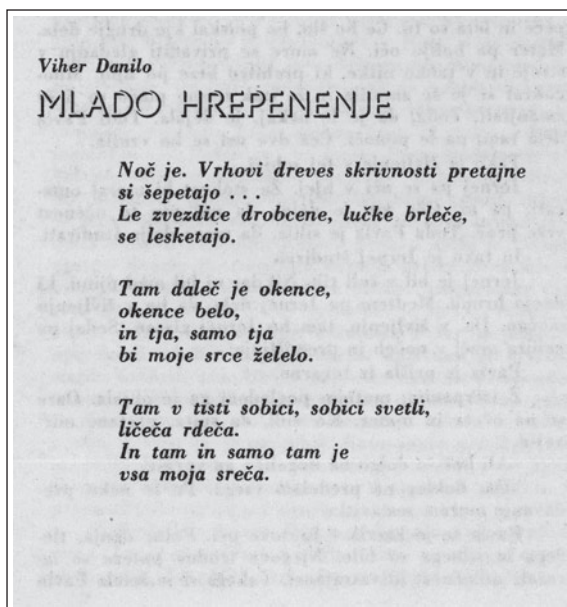 Viher Danilo
MLADO HREPENENJE
Noč je. Vrhovi dreves skrivnosti pretajne
si šepetajo . . .
Le zvezdice drobcene, lučke brleče,
se lesketajo.
Tam daleč je okence,
okence belo,
in tja, samo tja
bi moje srce želelo.
Tam v tisti sobici, sobici svetli,
ličeča rdeča.
In tam in samo tam je
vsa moja sreča.